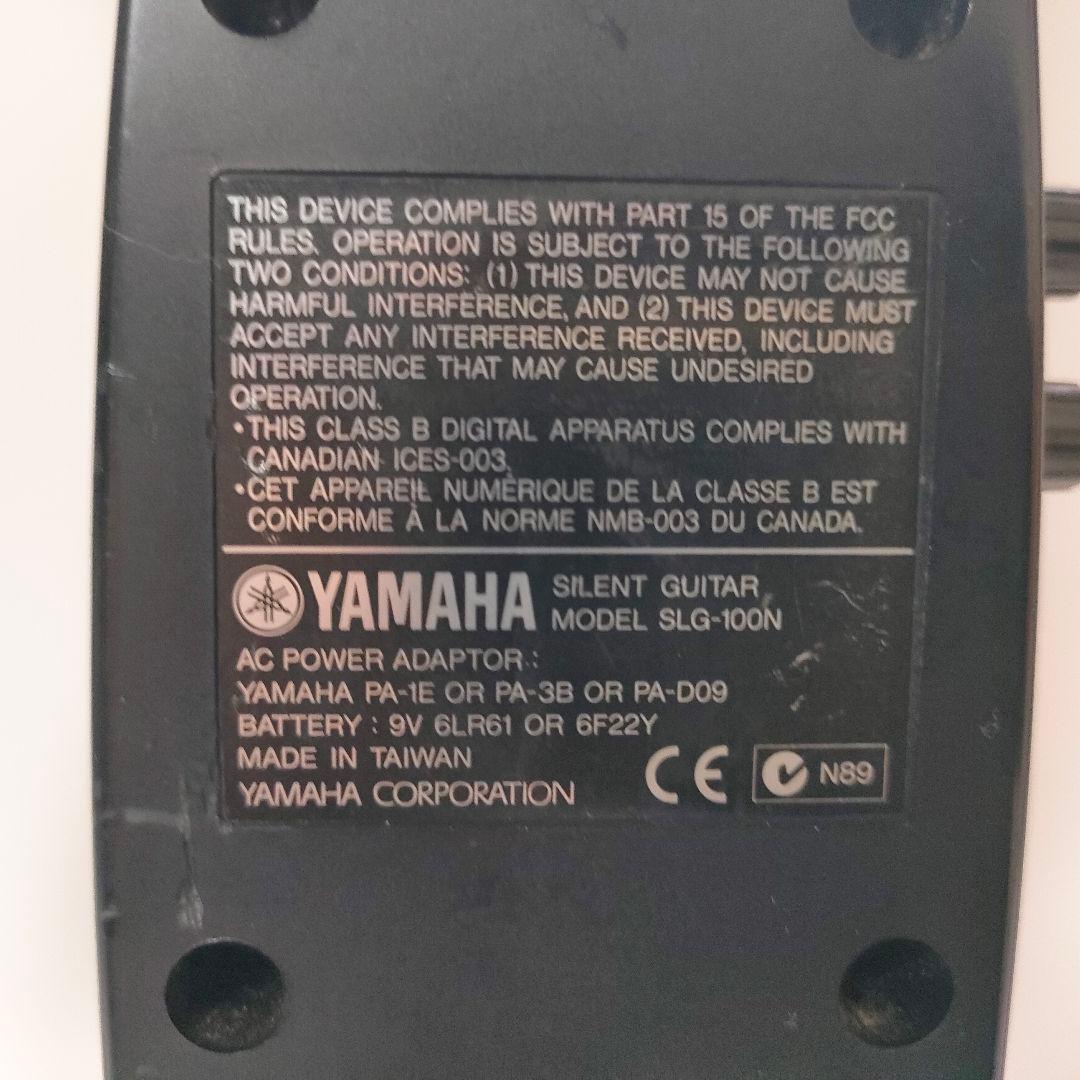 THIS DEVICE COMPLIES WITH PART 15 OF THE FCC
RULES. OPERATION IS SUBJECT TO THE FOLLOWING
TWO CONDITIONS: (1) THIS DEVICE MAY NOT CAUSE
HARMFUL INTERFERENCE, AND (2) THIS DEVICE MUST
ACCEPT ANY INTERFERENCE RECEIVED, INCLUDING
INTERFERENCE THAT MAY CAUSE UNDESIRED
OPERATION.
•THIS CLASS B DIGITAL APPARATUS COMPLIES WITH
CANADIAN ICES-003.
•CET APPAREIL NUMÉRIQUE DE LA CLASSE B EST
CONFORME À LA NORME NMB-003 DU CANADA.
YAMAHA SILENT GUITAR
MODEL SLG-100N
AC POWER ADAPTOR :
YAMAHA PA-1E OR PA-3B OR PA-D09
BATTERY : 9V 6LR61 OR 6F22Y
MADE IN TAIWAN
YAMAHA CORPORATION
CE N89